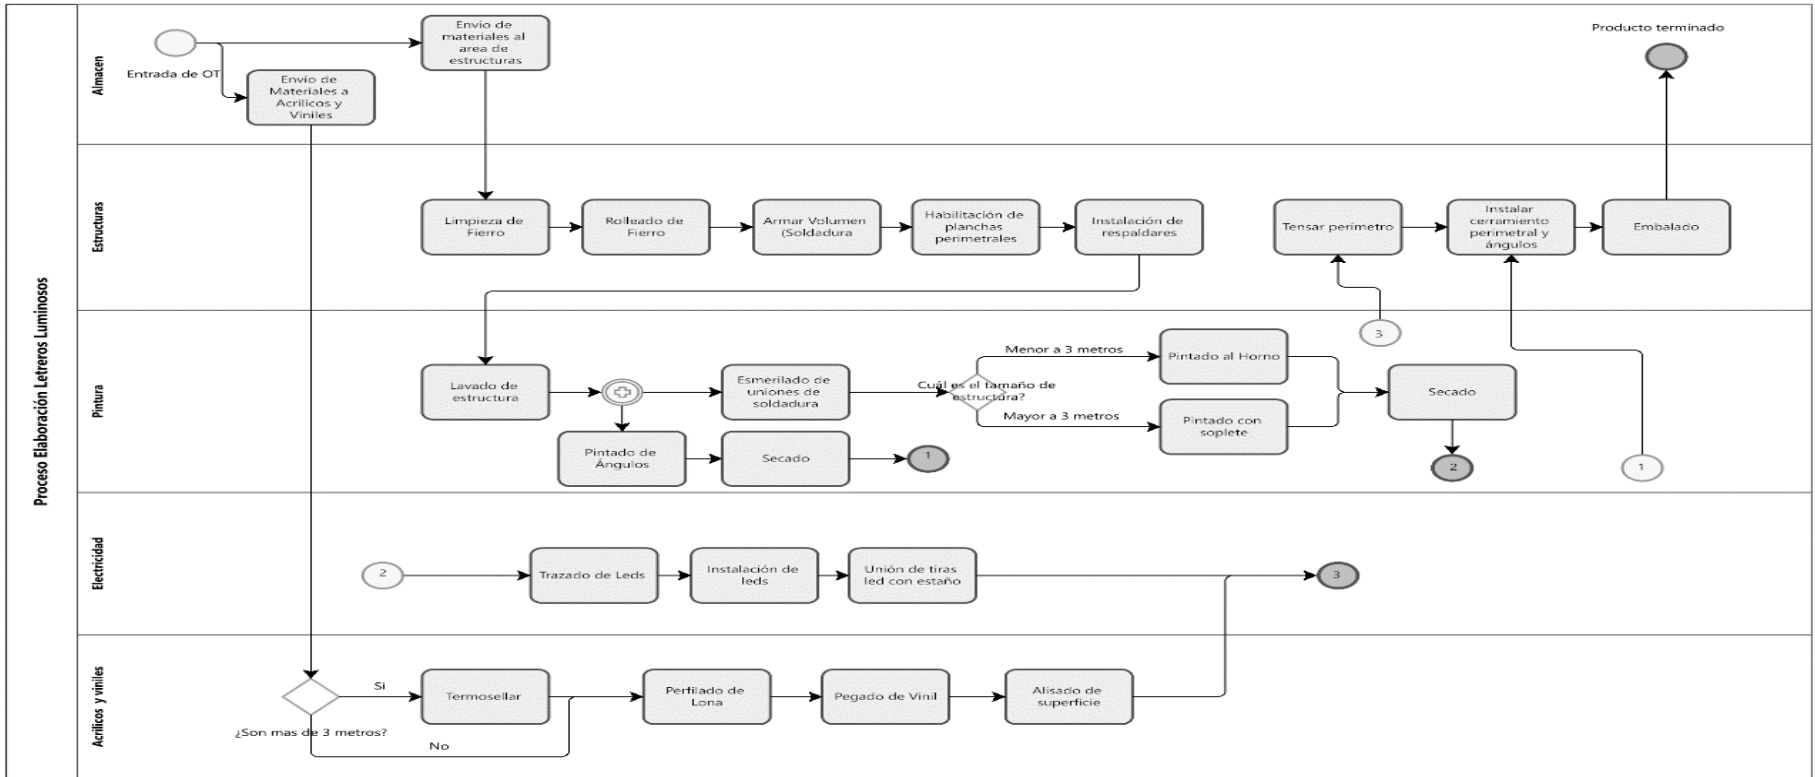 Proceso Elaboración Letreros Luminosos
Almacen
Entrada de OT
Envío de
Materiales a
Acrilicos y
Viniles
Envio de
materiales al
area de
estructuras
Producto terminado
Estructuras
Limpieza de
Fierro
Rolleado de
Fierro
Armar Volumen
(Soldadura
Habilitación de
planchas
perimetrales
Instalación de
respaldares
Tensar perímetro
Instalar
cerramiento
perimetral y
ángulos
Embalado
Pintura
Lavado de
estructura
Esmerilado de
uniones de
soldadura
Cuál es el tamaño de
estructura?
Menor a 3 metros
Pintado al Horno
Mayor a 3 metros
Pintado con
soplete
Secado
3
2
1
Pintado de
Ángulos
Secado
1
Electricidad
2
Trazado de Leds
Instalación de
leds
Unión de tiras
led con estaño
3
Acrilicos y viniles
¿Son mas de 3 metros?
Si
No
Termosellar
Perfilado de
Lona
Pegado de Vinil
Alisado de
superficie